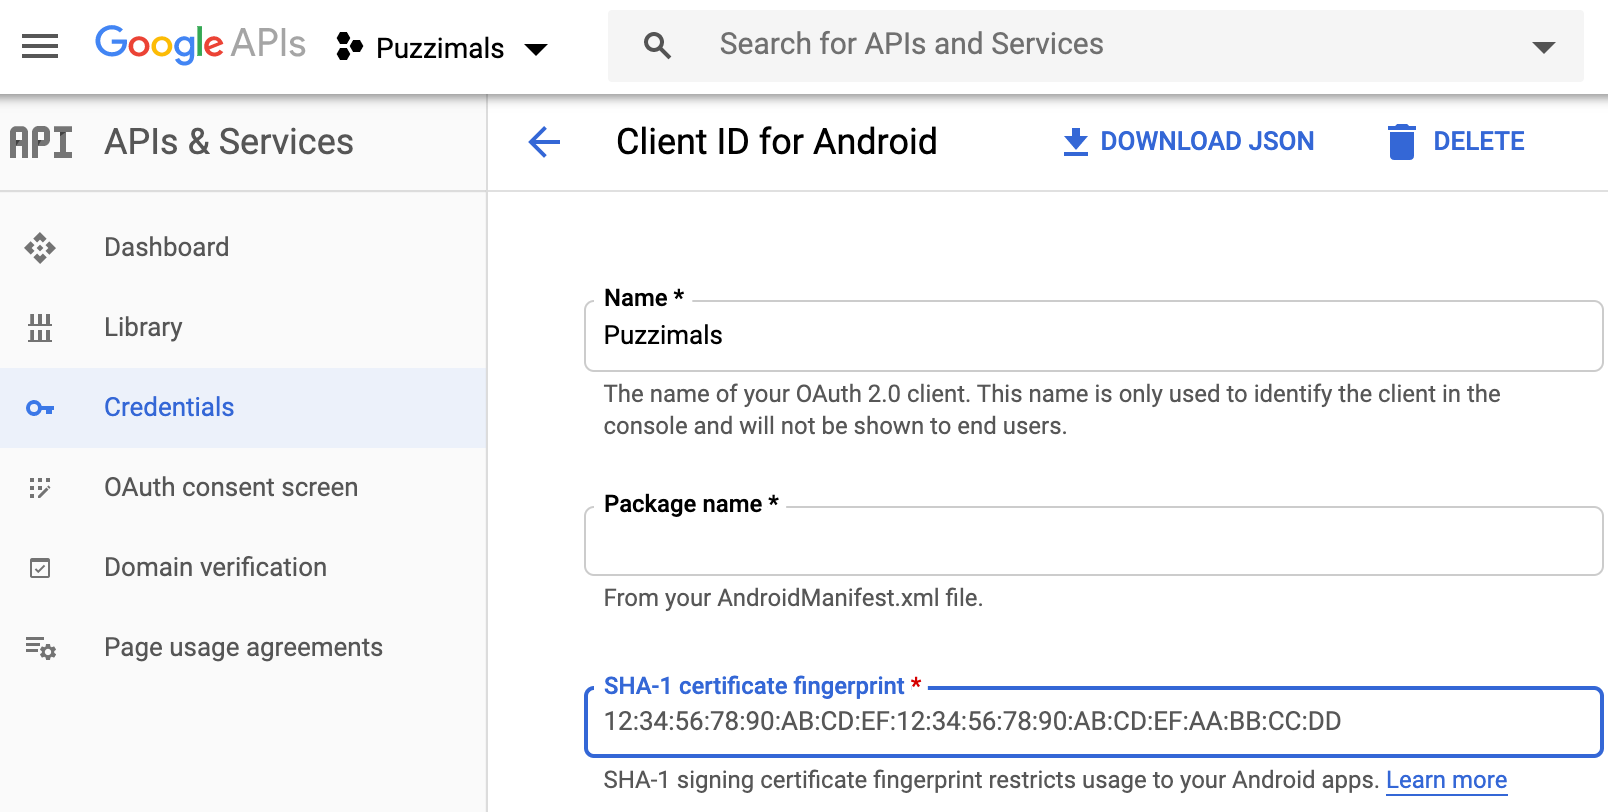 Google APIs
Puzzimals
Search for APIs and Services
API
APIs & Services
Client ID for Android
DOWNLOAD JSON
DELETE
Dashboard
Library
Credentials
OAuth consent screen
Domain verification
Page usage agreements
Name *
Puzzimals
The name of your OAuth 2.0 client. This name is only used to identify the client in the
console and will not be shown to end users.
Package name *
From your AndroidManifest.xml file.
SHA-1 certificate fingerprint *
12:34:56:78:90:AB:CD:EF:12:34:56:78:90:AB:CD:EF:AA:BB:CC:DD
SHA-1 signing certificate fingerprint restricts usage to your Android apps. Learn more